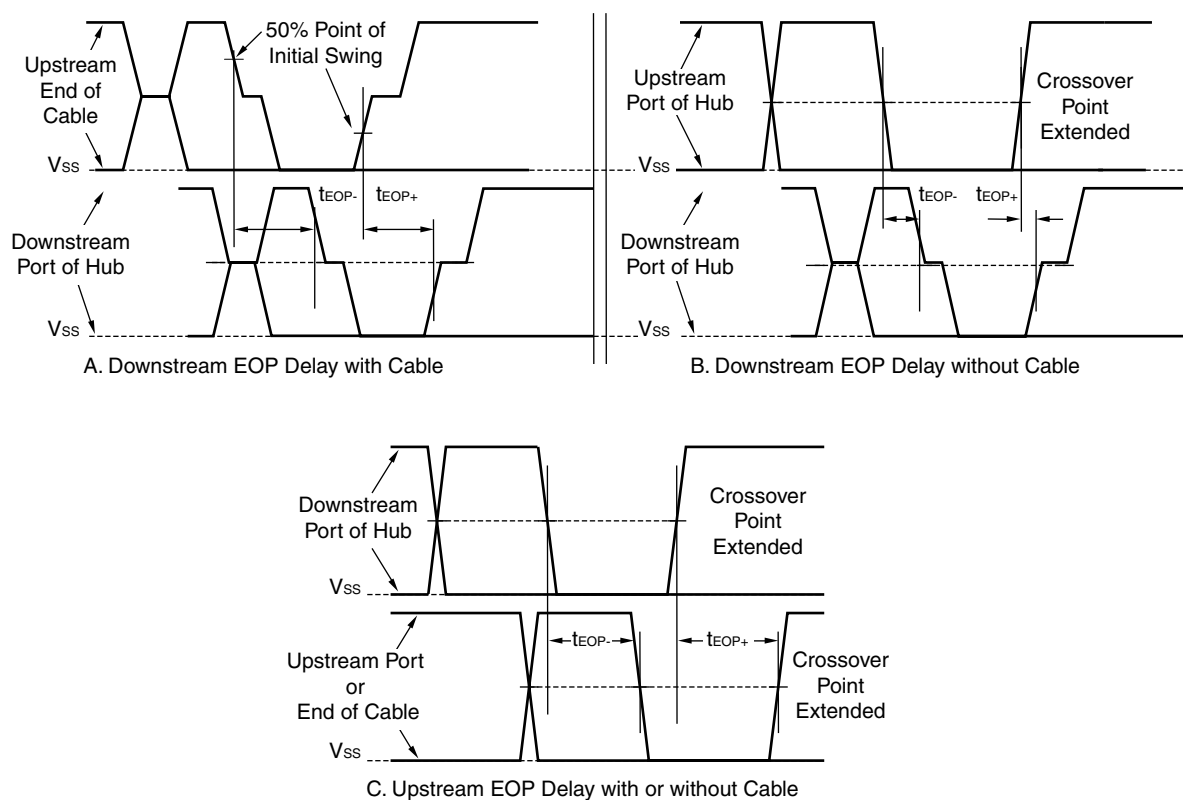 Upstream
End of
Cable
50% Point of
Initial Swing
VSS
tEOP-
tEOP+
Downstream
Port of Hub
VSS
A. Downstream EOP Delay with Cable
Upstream
Port of Hub
Crossover
Point
Extended
VSS
tEOP-
tEOP+
Downstream
Port of Hub
VSS
B. Downstream EOP Delay without Cable
Downstream
Port of Hub
Crossover
Point
Extended
VSS
tEOP-
tEOP+
Upstream Port
or
End of Cable
Crossover
Point
Extended
VSS
C. Upstream EOP Delay with or without Cable